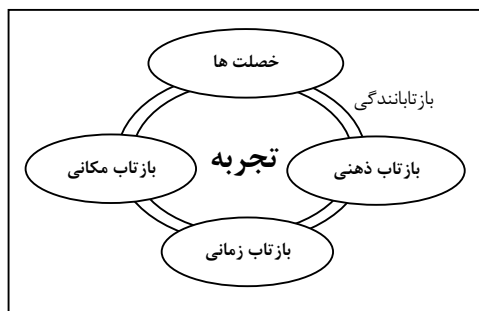 خصلت ها
بازتابانندگی
تجربه
بازتاب ذهنی
بازتاب مکانی
بازتاب زمانی